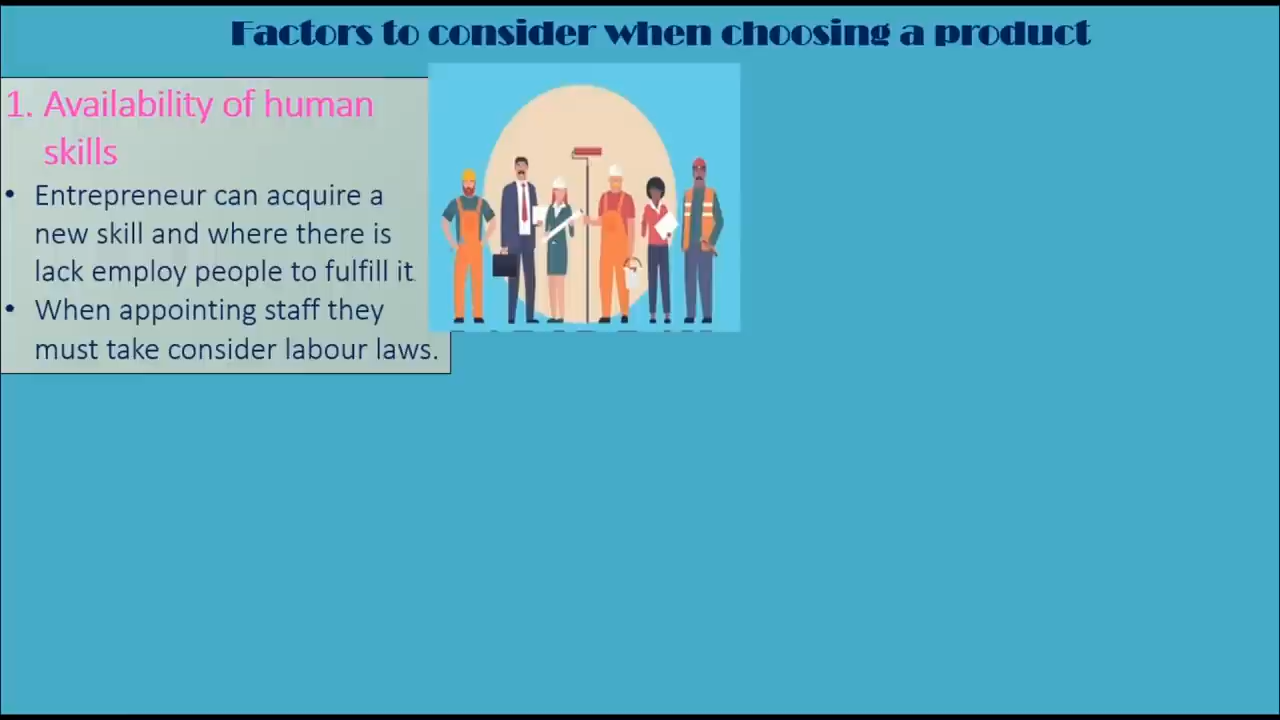 Factors to consider when choosing a product
1. Availability of human
skills
• Entrepreneur can acquire a
new skill and where there is
lack employ people to fulfill it.
• When appointing staff they
must take consider labour laws.